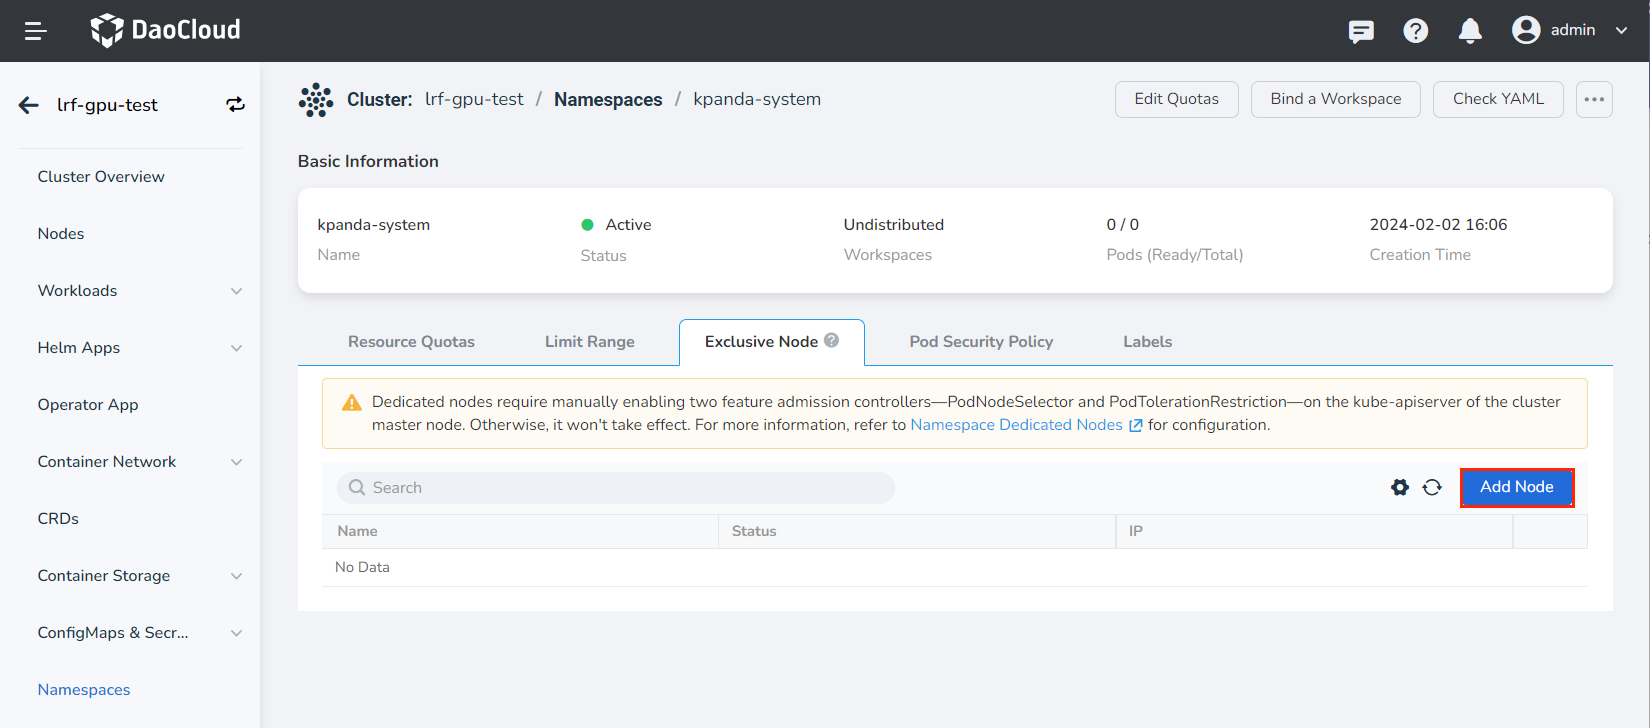 DaoCloud
admin
lrf-gpu-test
Cluster: lrf-gpu-test / Namespaces / kpanda-system
Edit Quotas
Bind a Workspace
Check YAML
Cluster Overview
Nodes
Workloads
Helm Apps
Operator App
Container Network
CRDs
Container Storage
ConfigMaps & Secr...
Namespaces
Basic Information
kpanda-system
Name
Active
Status
Undistributed
Workspaces
0 / 0
Pods (Ready/Total)
2024-02-02 16:06
Creation Time
Resource Quotas
Limit Range
Exclusive Node
Pod Security Policy
Labels
Dedicated nodes require manually enabling two feature admission controllers—PodNodeSelector and PodTolerationRestriction—on the kube-apiserver of the cluster
master node. Otherwise, it won't take effect. For more information, refer to Namespace Dedicated Nodes for configuration.
Search
Add Node
Name
Status
IP
No Data